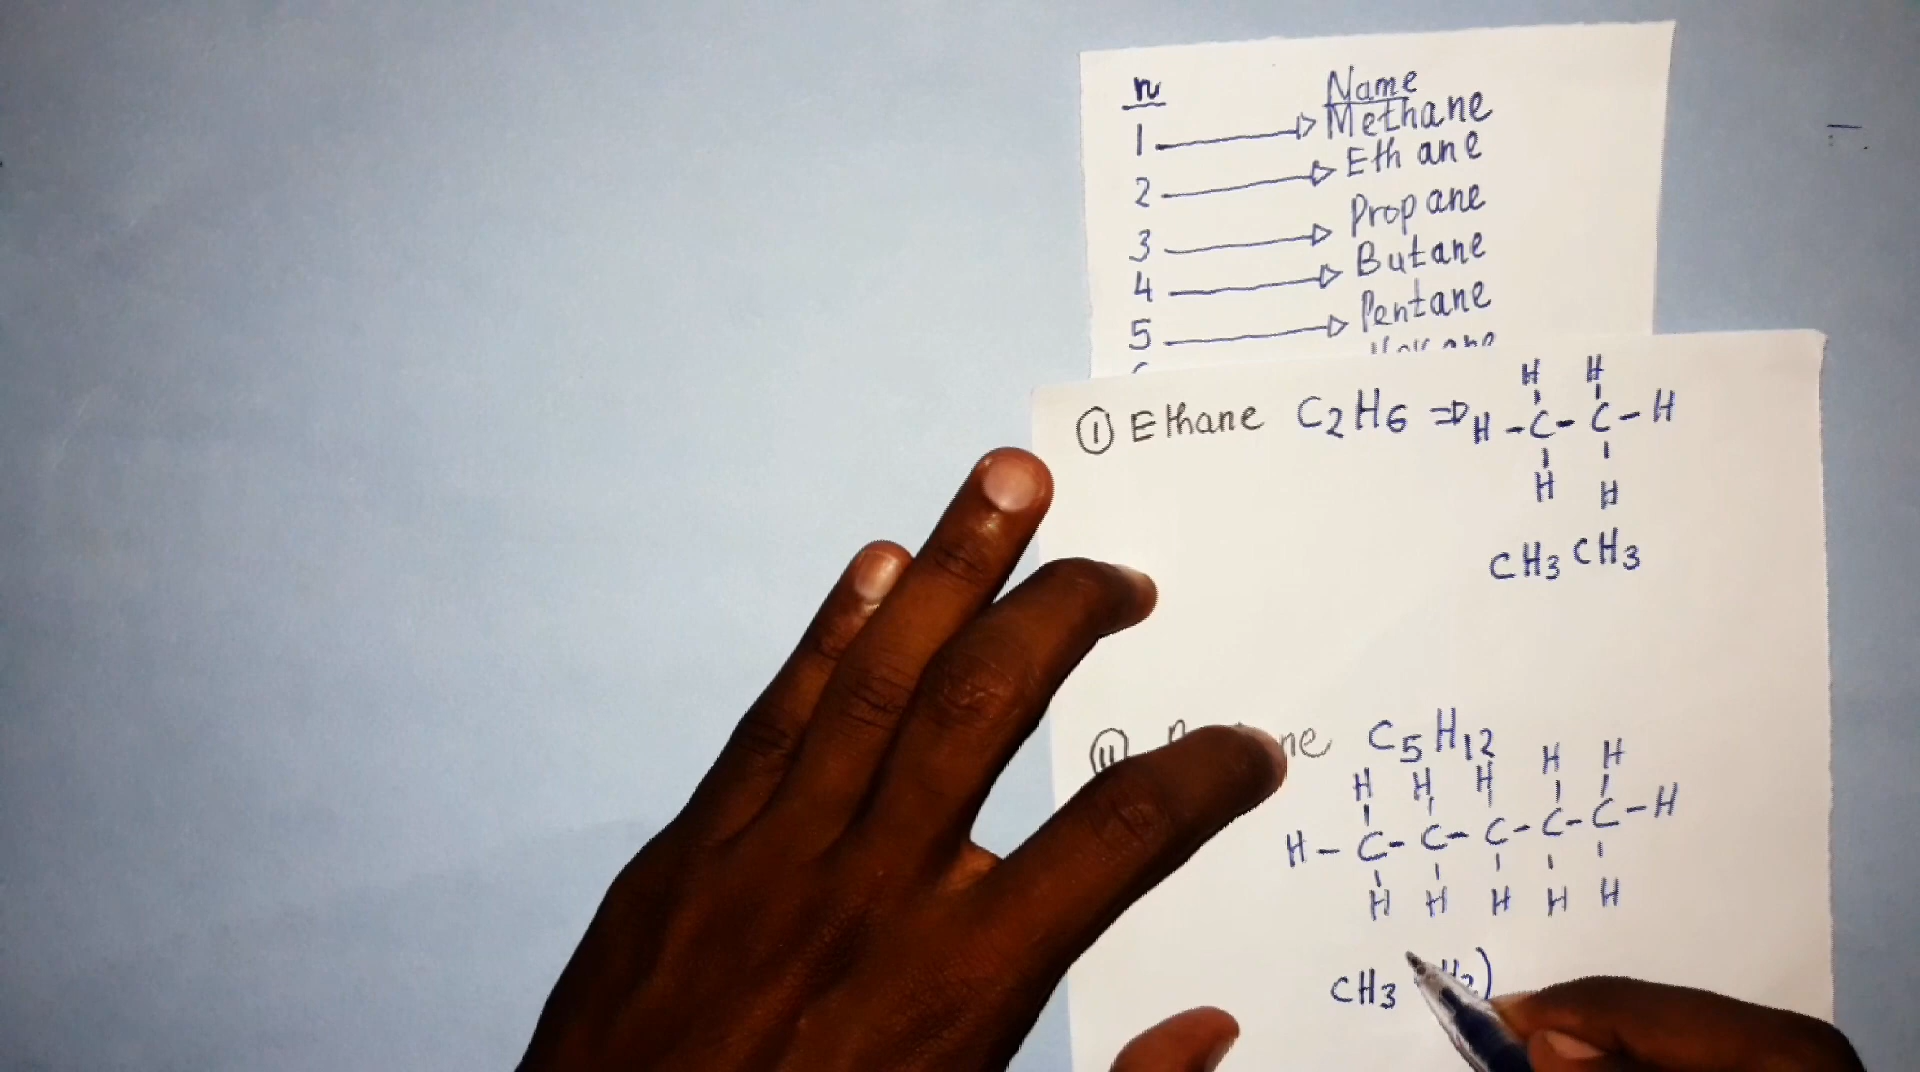 n Name
1 Methane
2 Ethane
3 Propane
4 Butane
5 Pentane
① Ethane C2H6 ⇒
H H
H - C - C - H
H H
CH3 CH3
C5H12
H H H H H
H - C - C - C - C - C - H
H H H H H
CH3